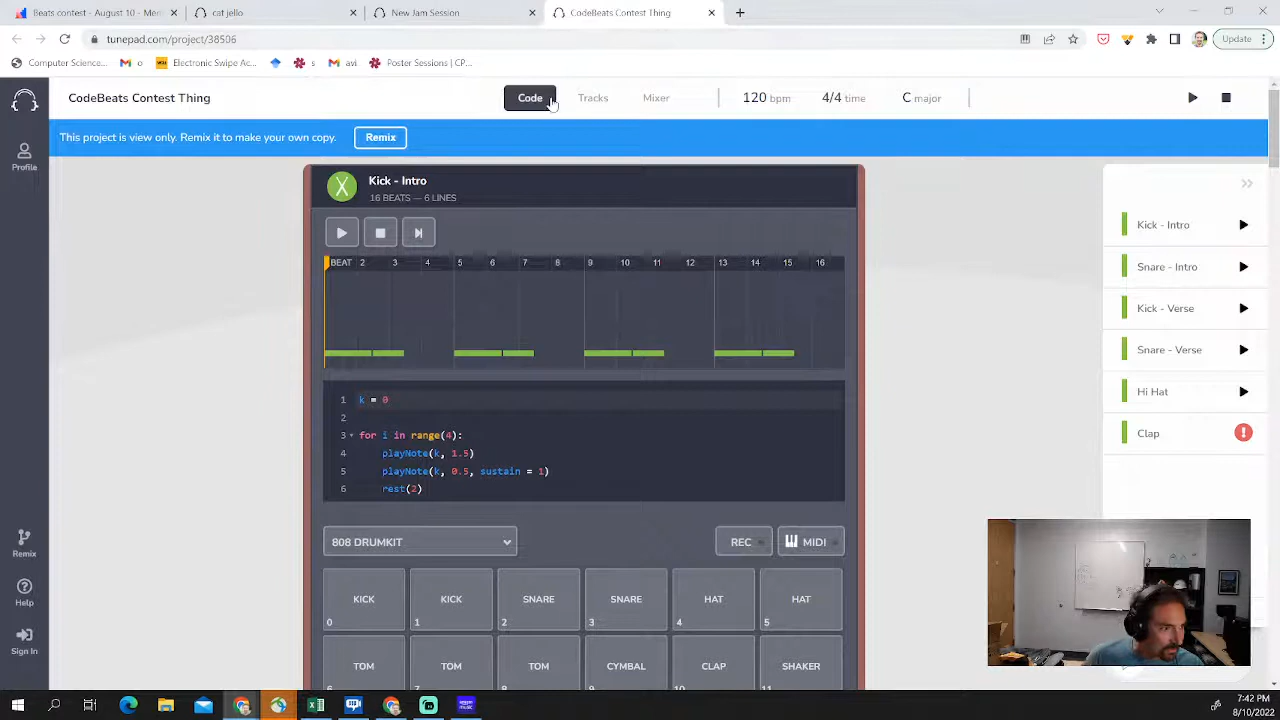 Beats contest - August 10 - Mem
cat jello
New Jam Session
CodeBeats Contest Thing
tunepad.com/project/38506
Update
Computer Science...
o
Electronic Swipe Ac...
s
avi
Poster Sessions | CP...
CodeBeats Contest Thing
Code
Tracks
Mixer
120 bpm
4/4 time
C major
This project is view only. Remix it to make your own copy.
Remix
Profile
Kick - Intro
16 BEATS — 6 LINES
BEAT 2 3 4 5 6 7 8 9 10 11 12 13 14 15 16
1 k = 0
2
3 for i in range(4):
4 playNote(k, 1.5)
5 playNote(k, 0.5, sustain = 1)
6 rest(2)
808 DRUMKIT
REC
MIDI
KICK KICK SNARE SNARE HAT HAT
0 1 2 3 4 5
TOM TOM TOM CYMBAL CLAP SHAKER
Kick - Intro
Snare - Intro
Kick - Verse
Snare - Verse
Hi Hat
Clap
Remix
Help
Sign In
7:42 PM
8/10/2022